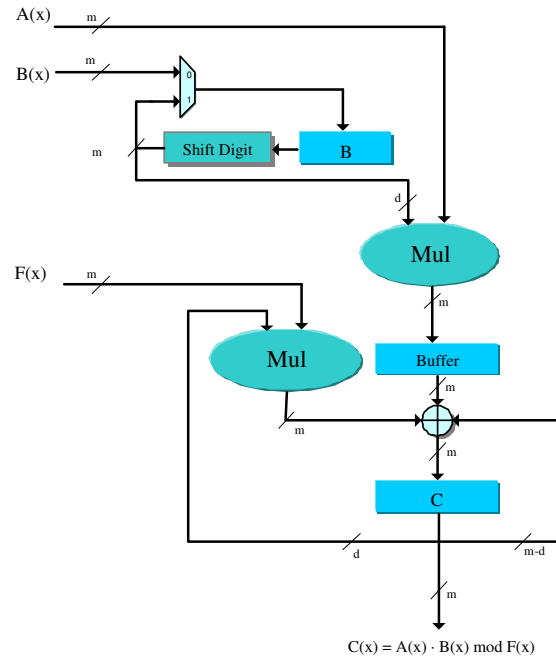 A(x)
m
B(x)
m
0
1
m
Shift Digit
B
d
Mul
F(x)
m
m
Mul
Buffer
m
m
m
C
d
m-d
m
C(x) = A(x) · B(x) mod F(x)